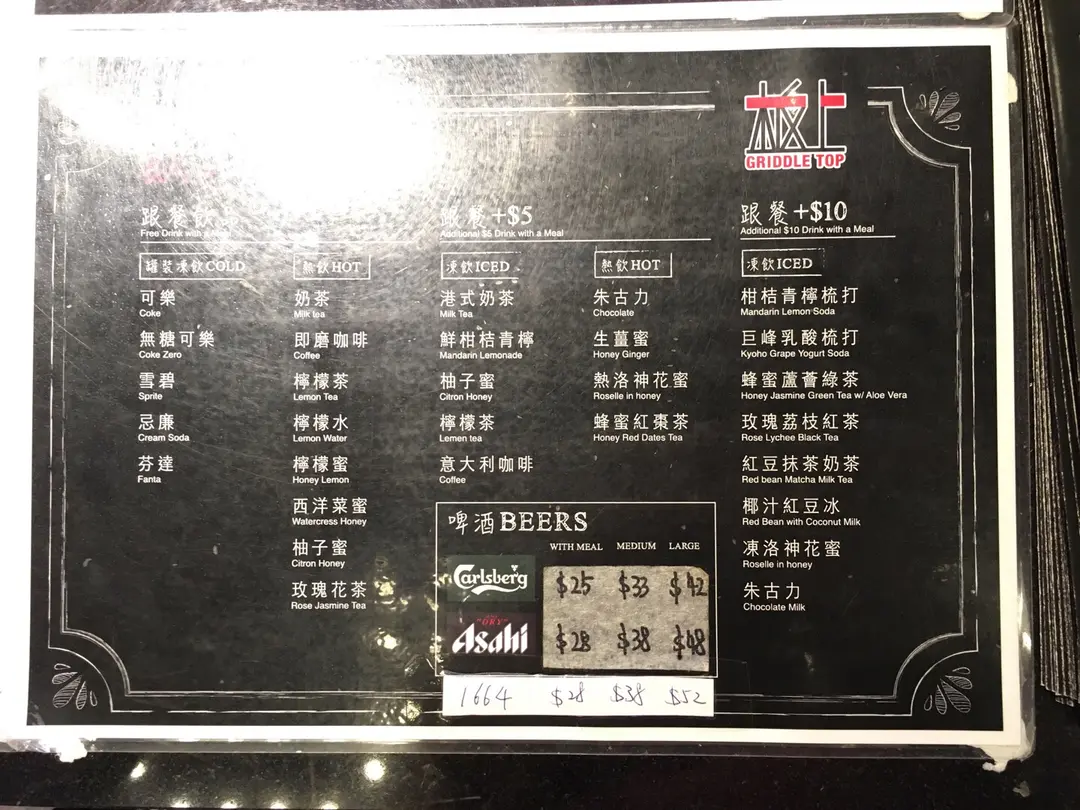 極上
GRIDDLE TOP
跟餐飲
Free Drink with a Meal
罐裝凍飲COLD
可樂
Coke
無糖可樂
Coke Zero
雪碧
Sprite
忌廉
Cream Soda
芬達
Fanta
熱飲HOT
奶茶
Milk tea
即磨咖啡
Coffee
檸檬茶
Lemon Tea
檸檬水
Lemon Water
檸檬蜜
Honey Lemon
西洋菜蜜
Watercress Honey
柚子蜜
Citron Honey
玫瑰花茶
Rose Jasmine Tea
跟餐+$5
Additional $5 Drink with a Meal
凍飲ICED
港式奶茶
Milk Tea
鮮柑桔青檸
Mandarin Lemonade
柚子蜜
Citron Honey
檸檬茶
Lemen tea
意大利咖啡
Coffee
熱飲HOT
朱古力
Chocolate
生薑蜜
Honey Ginger
熱洛神花蜜
Roselle in honey
蜂蜜紅棗茶
Honey Red Dates Tea
跟餐+$10
Additional $10 Drink with a Meal
凍飲ICED
柑桔青檸梳打
Mandarin Lemon Soda
巨峰乳酸梳打
Kyoho Grape Yogurt Soda
蜂蜜蘆薈綠茶
Honey Jasmine Green Tea w/ Aloe Vera
玫瑰荔枝紅茶
Rose Lychee Black Tea
紅豆抹茶奶茶
Red bean Matcha Milk Tea
椰汁紅豆冰
Red Bean with Coconut Milk
凍洛神花蜜
Roselle in honey
朱古力
Chocolate Milk
啤酒BEERS
WITH MEAL MEDIUM LARGE
Carlsberg $25 $33 $42
"DRY"
Asahi $28 $38 $48
1664 $28 $38 $52